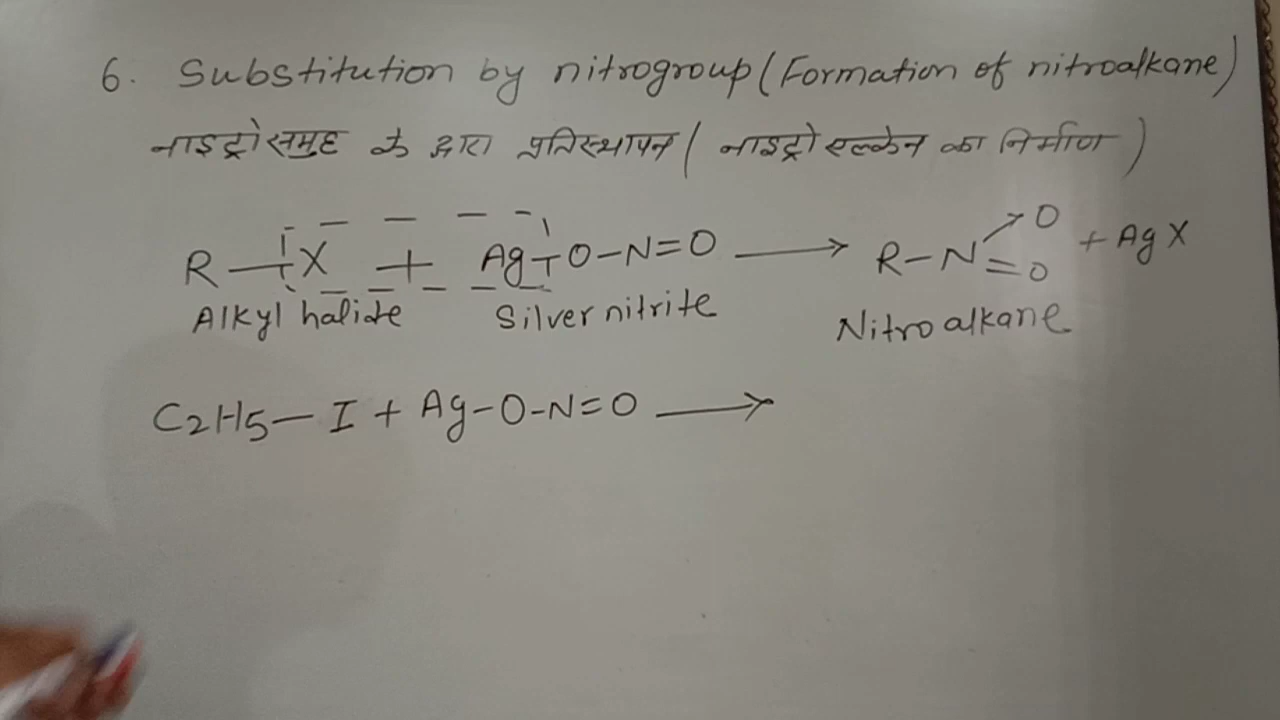 6. Substitution by nitrogroup (Formation of nitroalkane)
नाइट्रो समुह के द्वारा प्रतिस्थापन ( नाइट्रो एल्केन का निर्माण )
R—X + Ag—O—N=O ⟶ R—N(→O)(=O) + AgX
Alkyl halide Silver nitrite Nitroalkane
C2H5—I + Ag—O—N=O ⟶